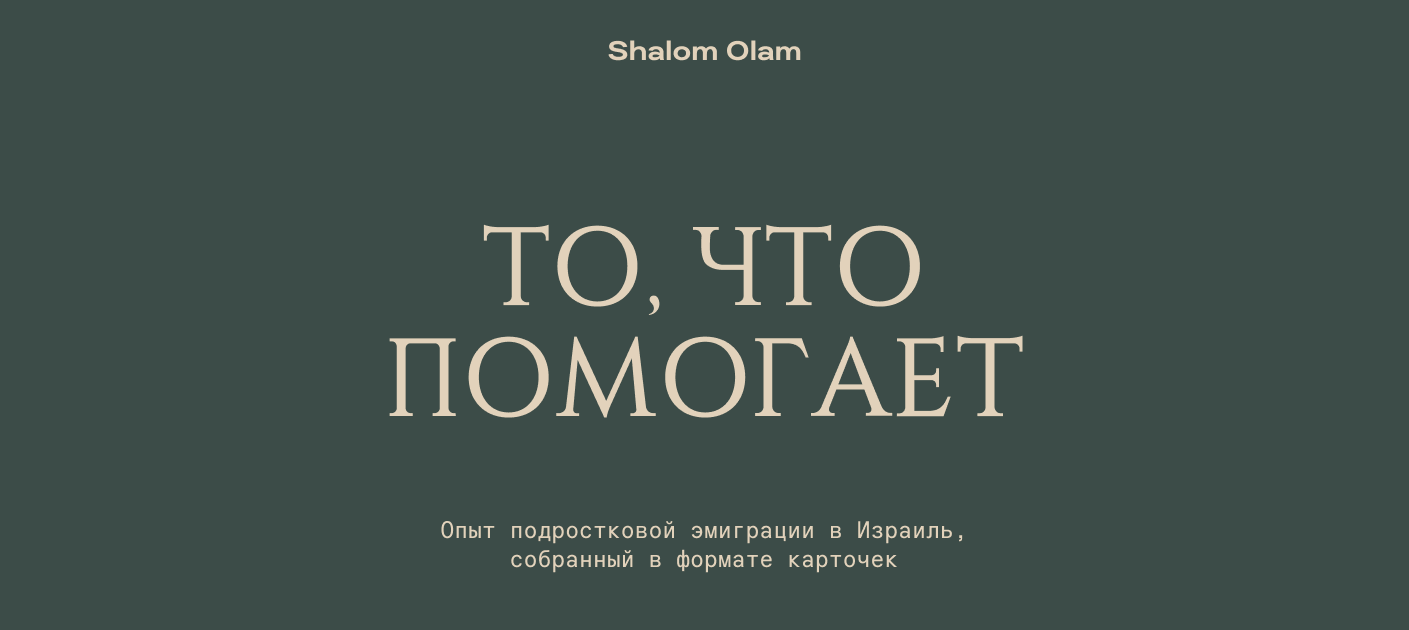 Shalom Olam
ТО, ЧТО
ПОМОГАЕТ
Опыт подростковой эмиграции в Израиль,
собранный в формате карточек